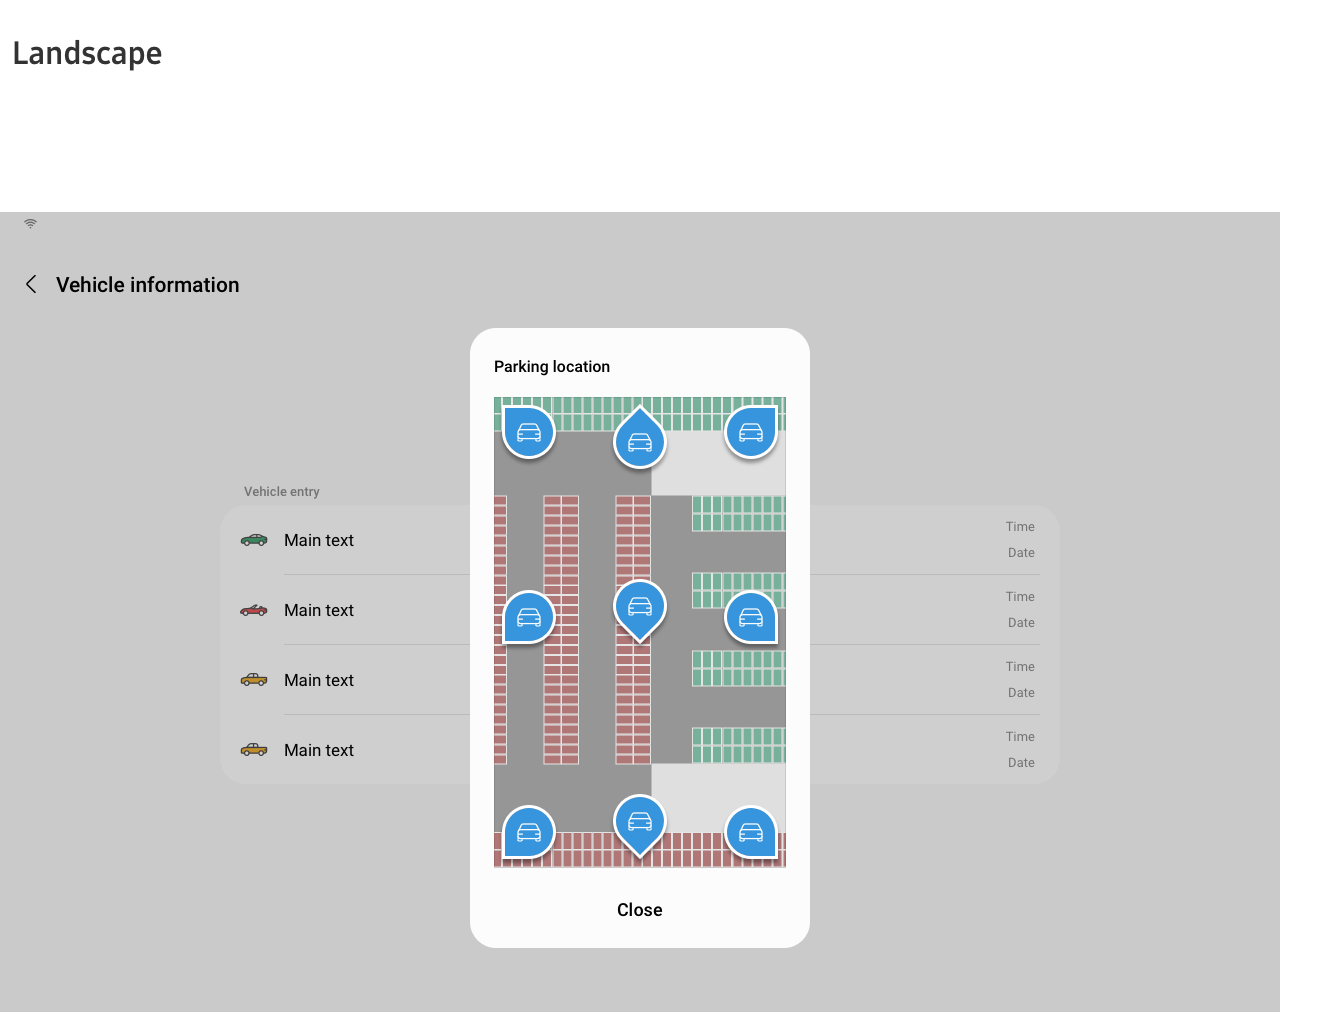 Landscape
Vehicle information
Parking location
Vehicle entry
Main text
Time
Date
Main text
Time
Date
Main text
Time
Date
Main text
Time
Date
Close